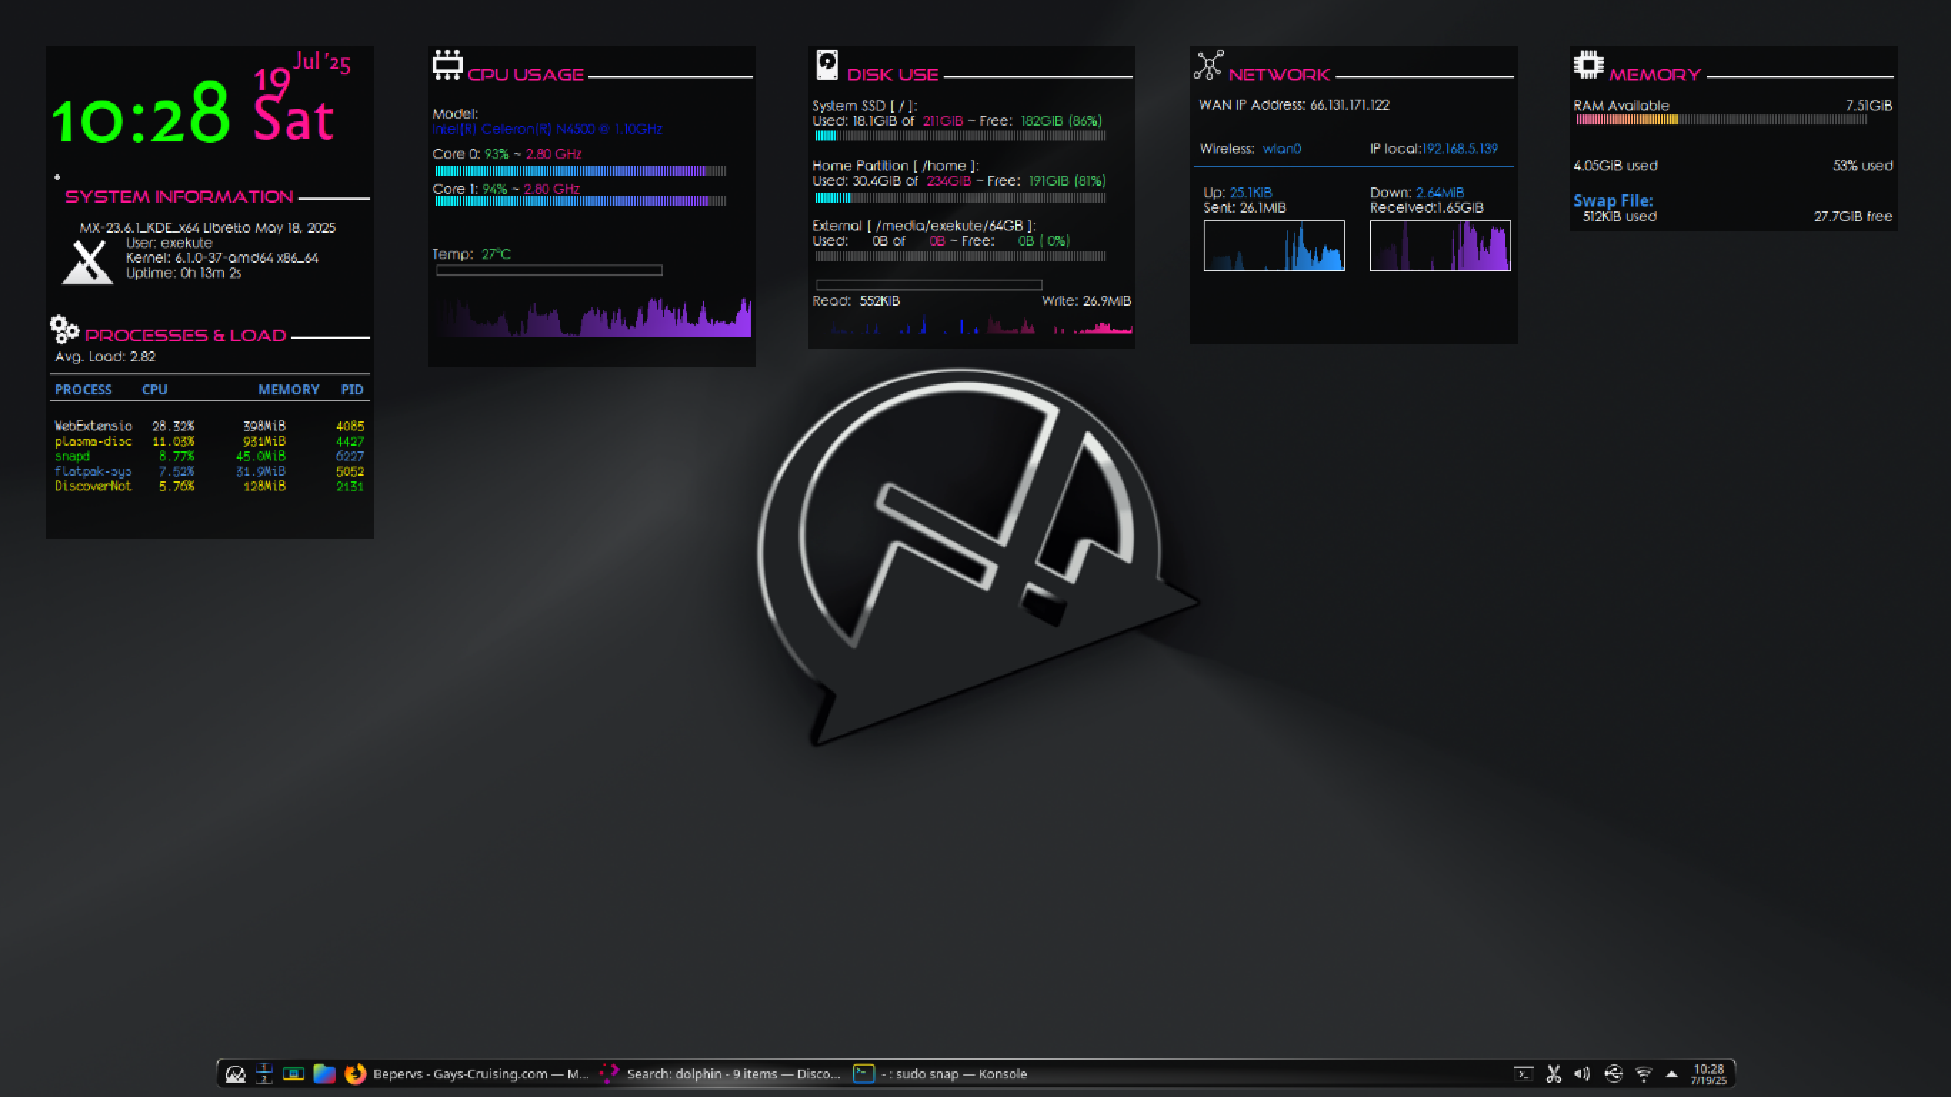 10:28
19
Jul '25
Sat
SYSTEM INFORMATION
MX-23.6.1_KDE_x64 Libretto May 18, 2025
User: exekute
Kernel: 6.1.0-37-amd64 x86_64
Uptime: 0h 13m 2s
PROCESSES & LOAD
Avg. Load: 2.82
PROCESS CPU MEMORY PID
WebExtensio 28.32% 398MiB 4085
plasma-disc 11.03% 931MiB 4427
snapd 8.77% 45.0MiB 6227
flatpak-sys 7.52% 31.9MiB 5052
DiscoverNot 5.76% 128MiB 2131
CPU USAGE
Model:
Intel(R) Celeron(R) N4500 @ 1.10GHz
Core 0: 93% ~ 2.80 GHz
Core 1: 94% ~ 2.80 GHz
Temp: 27°C
DISK USE
System SSD [ / ]:
Used: 18.1GiB of 211GiB ~ Free: 182GiB (86%)
Home Partition [ /home ]:
Used: 30.4GiB of 234GiB ~ Free: 191GiB (81%)
External [ /media/exekute/64GB ]:
Used: 0B of 0B ~ Free: 0B ( 0%)
Read: 552KiB Write: 26.9MiB
NETWORK
WAN IP Address: 66.131.171.122
Wireless: wlan0 IP local:192.168.5.139
Up: 25.1KiB Down: 2.64MiB
Sent: 26.1MiB Received:1.65GiB
MEMORY
RAM Available 7.51GiB
4.05GiB used 53% used
Swap File:
512KiB used 27.7GiB free
1
2
Bepervs - Gays-Cruising.com — M... Search: dolphin - 9 items — Disco... - : sudo snap — Konsole
10:28
7/19/25